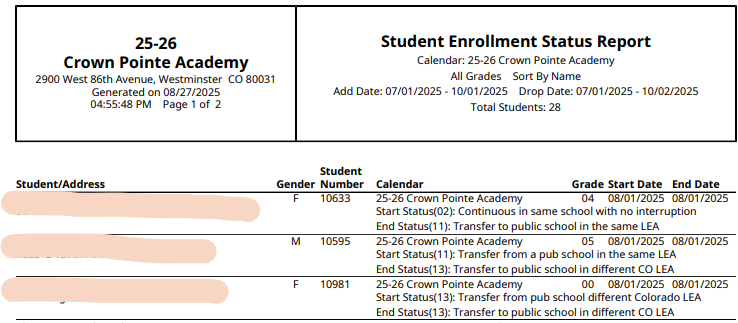 25-26
Crown Pointe Academy
2900 West 86th Avenue, Westminster CO 80031
Generated on 08/27/2025
04:55:48 PM Page 1 of 2
Student Enrollment Status Report
Calendar: 25-26 Crown Pointe Academy
All Grades Sort By Name
Add Date: 07/01/2025 - 10/01/2025 Drop Date: 07/01/2025 - 10/02/2025
Total Students: 28
Student/Address Gender Student Number Calendar Grade Start Date End Date
F 10633 25-26 Crown Pointe Academy 04 08/01/2025 08/01/2025
Start Status(02): Continuous in same school with no interruption
End Status(11): Transfer to public school in the same LEA
M 10595 25-26 Crown Pointe Academy 05 08/01/2025 08/01/2025
Start Status(11): Transfer from a pub school in the same LEA
End Status(13): Transfer to public school in different CO LEA
F 10981 25-26 Crown Pointe Academy 00 08/01/2025 08/01/2025
Start Status(13): Transfer from pub school different Colorado LEA
End Status(13): Transfer to public school in different CO LEA